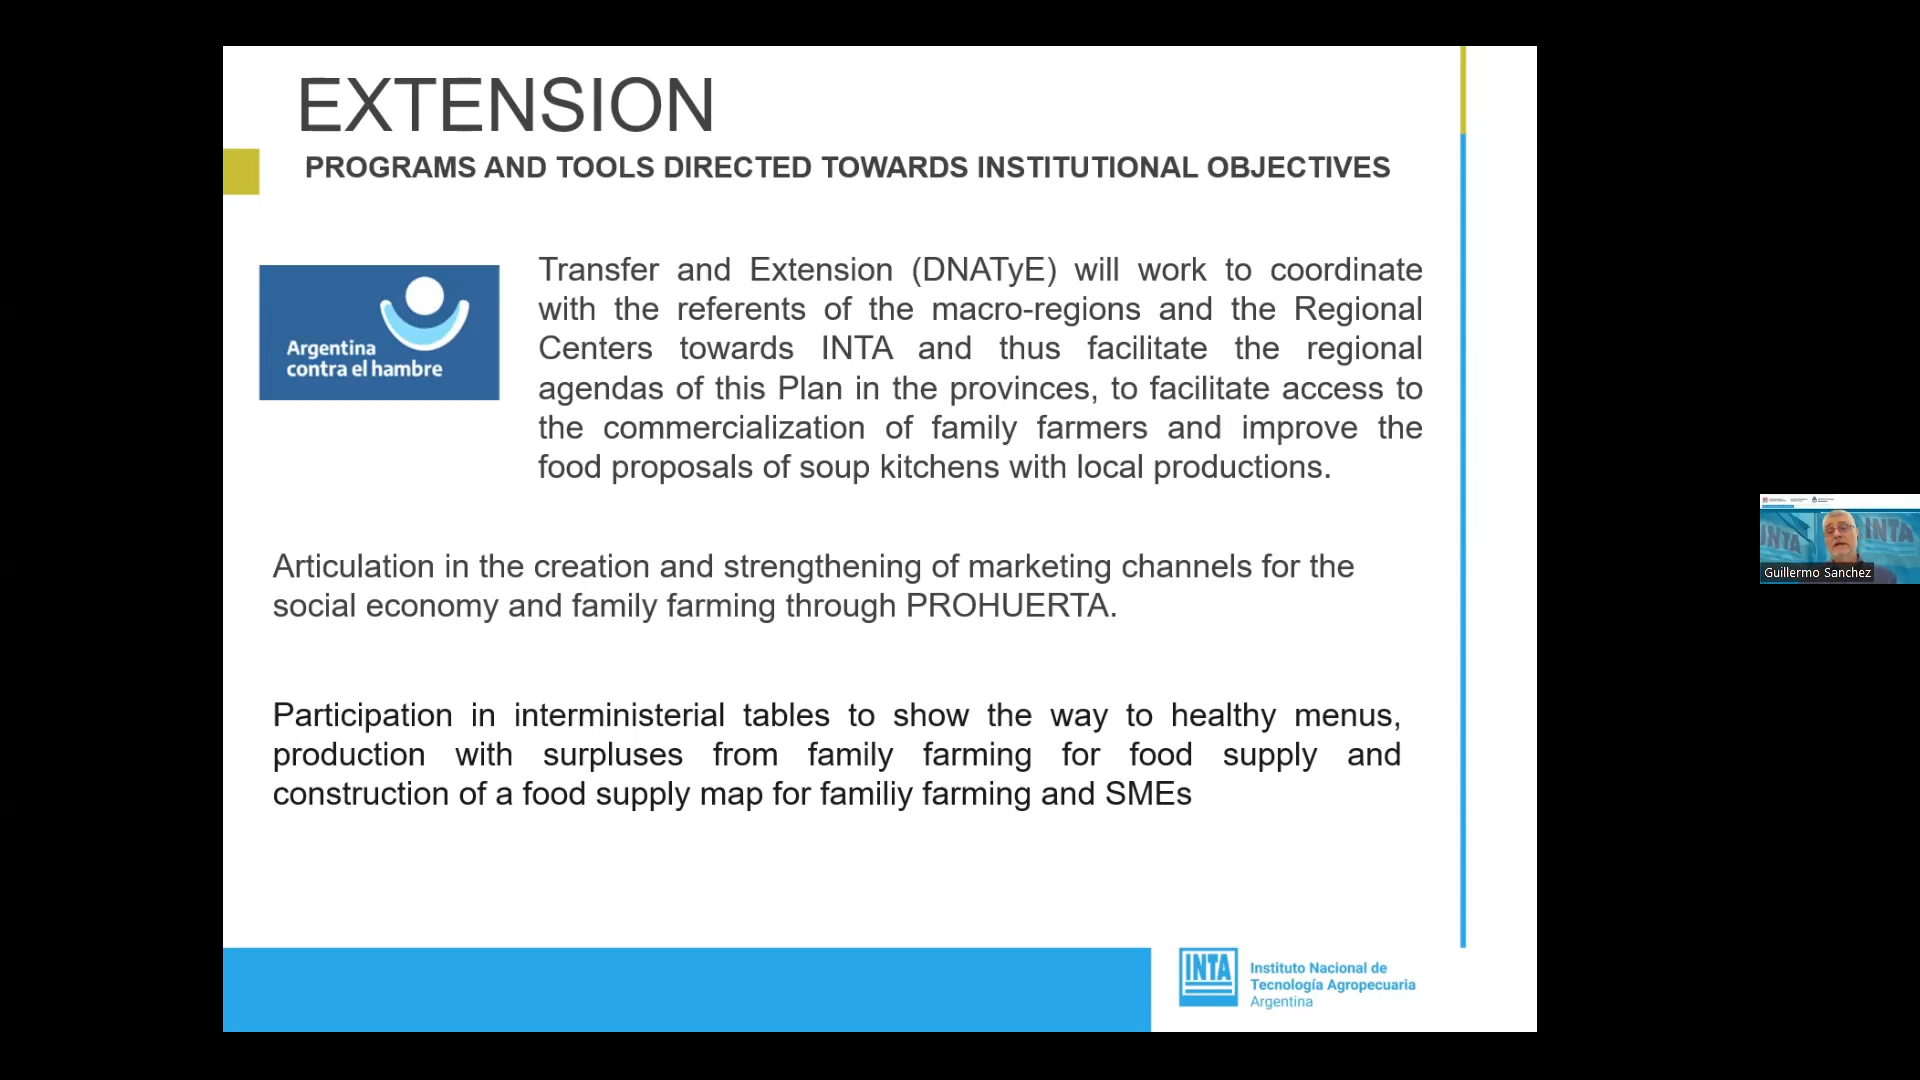 EXTENSION
PROGRAMS AND TOOLS DIRECTED TOWARDS INSTITUTIONAL OBJECTIVES
Argentina
contra el hambre
Transfer and Extension (DNATyE) will work to coordinate
with the referents of the macro-regions and the Regional
Centers towards INTA and thus facilitate the regional
agendas of this Plan in the provinces, to facilitate access to
the commercialization of family farmers and improve the
food proposals of soup kitchens with local productions.
Articulation in the creation and strengthening of marketing channels for the
social economy and family farming through PROHUERTA.
Participation in interministerial tables to show the way to healthy menus,
production with surpluses from family farming for food supply and
construction of a food supply map for familiy farming and SMEs
INTA
Instituto Nacional de
Tecnología Agropecuaria
Argentina
INTA
INTA
Guillermo Sanchez